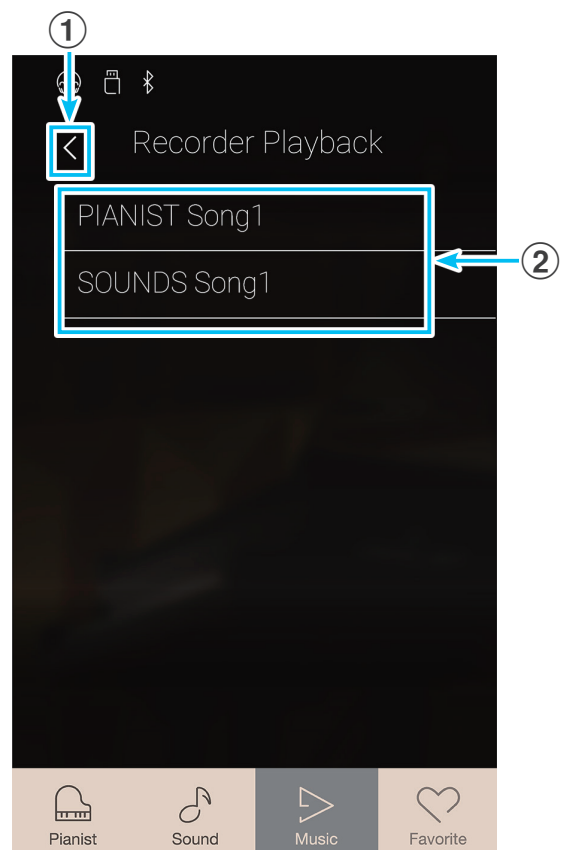 1
Recorder Playback
PIANIST Song1
2
SOUNDS Song1
Pianist Sound Music Favorite